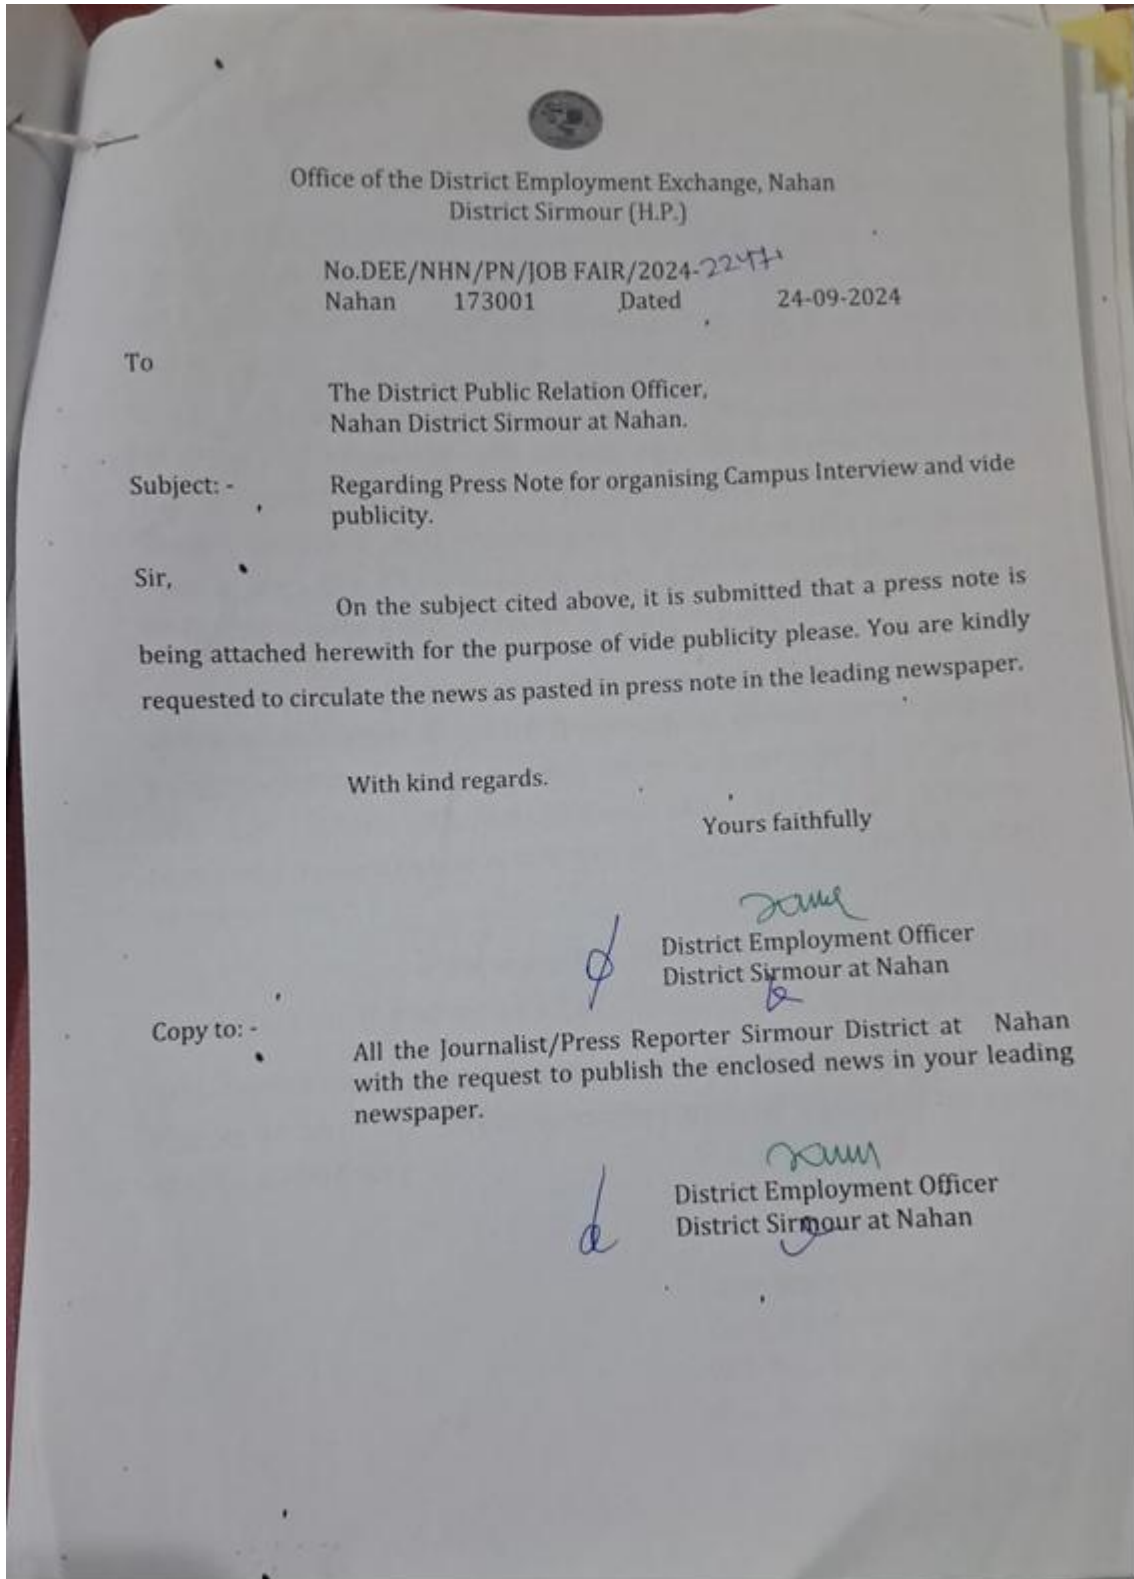 Office of the District Employment Exchange, Nahan
District Sirmour (H.P.)
No.DEE/NHN/PN/JOB FAIR/2024-2247
Nahan 173001 Dated 24-09-2024
To
The District Public Relation Officer,
Nahan District Sirmour at Nahan.
Subject: - Regarding Press Note for organising Campus Interview and vide
publicity.
Sir,
On the subject cited above, it is submitted that a press note is
being attached herewith for the purpose of vide publicity please. You are kindly
requested to circulate the news as pasted in press note in the leading newspaper.
With kind regards.
Yours faithfully
District Employment Officer
District Sirmour at Nahan
Copy to: -
All the Journalist/Press Reporter Sirmour District at Nahan
with the request to publish the enclosed news in your leading
newspaper.
District Employment Officer
District Sirmour at Nahan